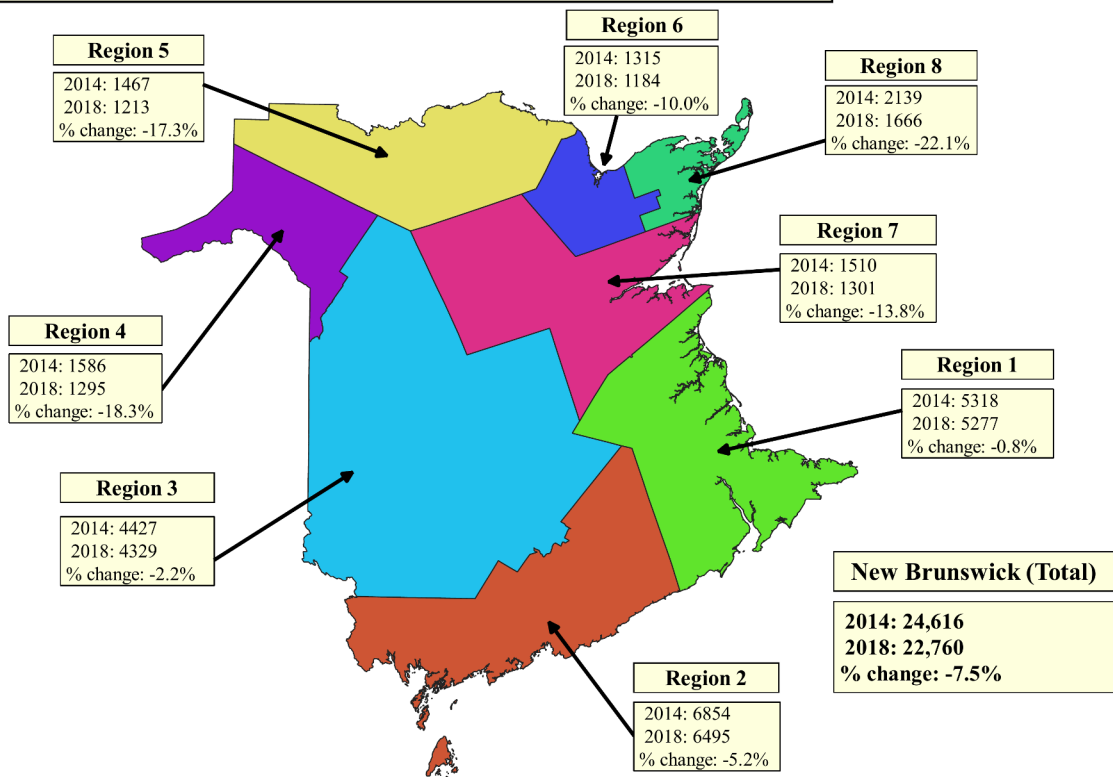 Region 5
2014: 1467
2018: 1213
% change: -17.3%
Region 6
2014: 1315
2018: 1184
% change: -10.0%
Region 8
2014: 2139
2018: 1666
% change: -22.1%
Region 7
2014: 1510
2018: 1301
% change: -13.8%
Region 4
2014: 1586
2018: 1295
% change: -18.3%
Region 1
2014: 5318
2018: 5277
% change: -0.8%
Region 3
2014: 4427
2018: 4329
% change: -2.2%
New Brunswick (Total)
2014: 24,616
2018: 22,760
% change: -7.5%
Region 2
2014: 6854
2018: 6495
% change: -5.2%